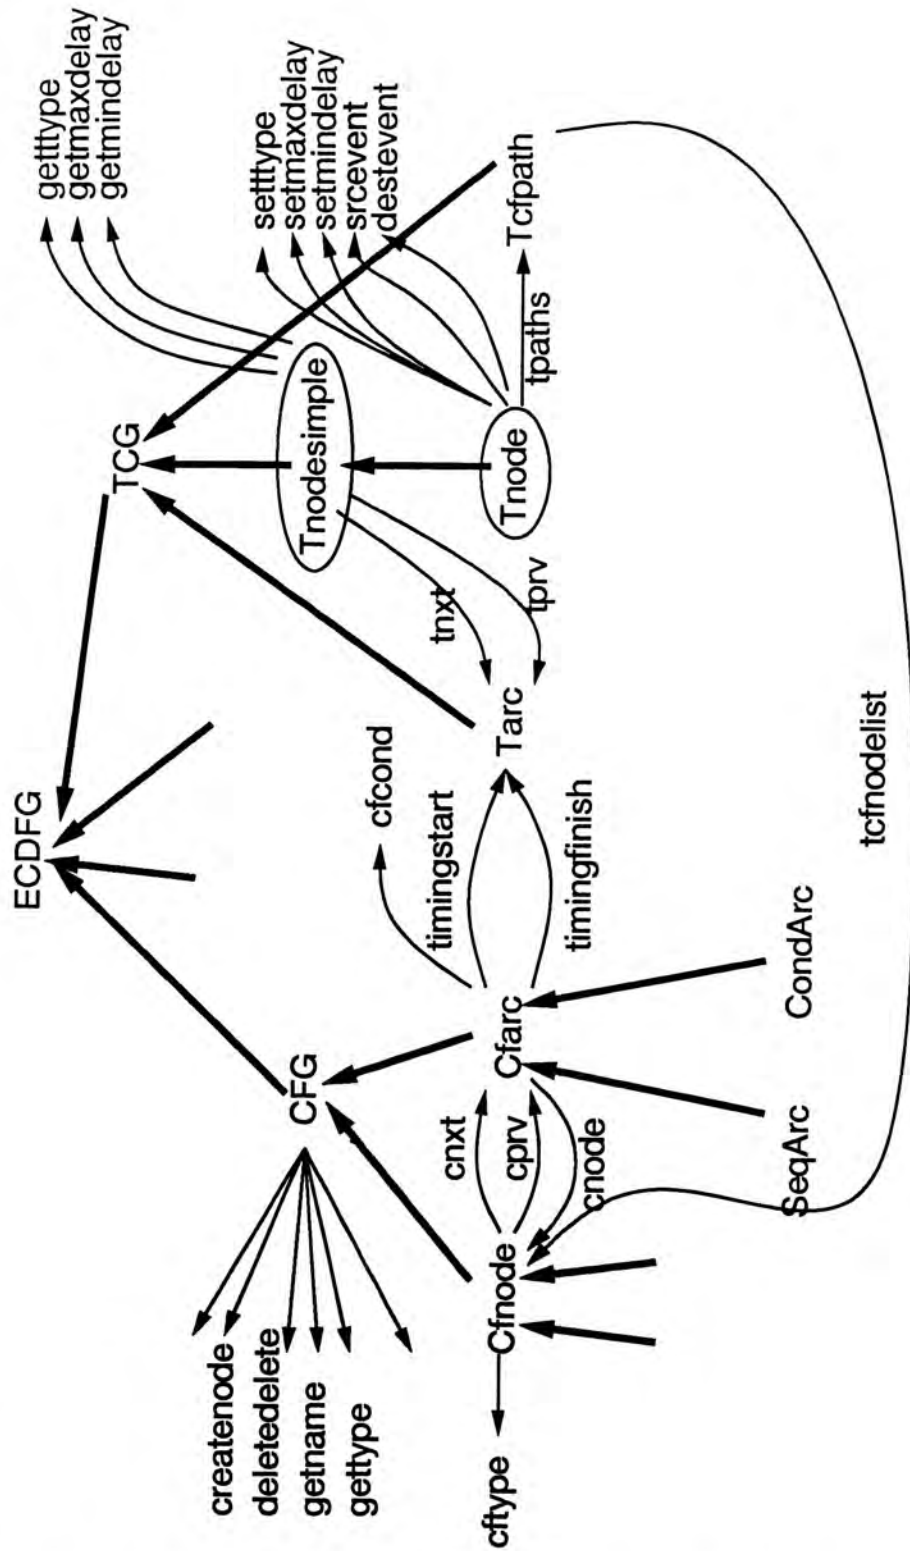 ECDFG
TCG
CFG
getttype
getmaxdelay
getmindelay
createnode
deletedelete
getname
gettype
Tnodesimple
settype
setmaxdelay
setmindelay
srcevent
destevent
cfcond
cnxt
timingstart
tnxt
cftype
Cfnode
cprv
Cfarc
Tarc
tprv
Tnode
tpaths
Tcfpath
cnode
timingfinish
SeqArc
CondArc
tcfnodelist